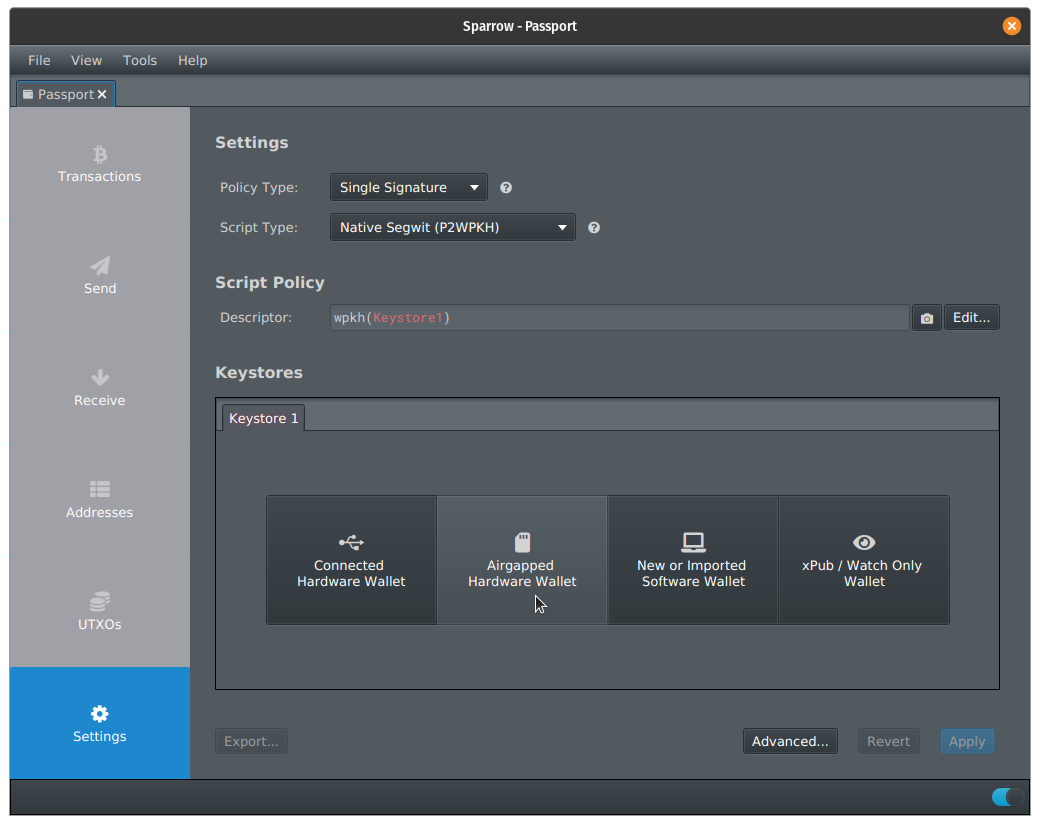 Sparrow - Passport
File View Tools Help
Passport
Transactions
Send
Receive
Addresses
UTXOs
Settings
Settings
Policy Type: Single Signature
Script Type: Native Segwit (P2WPKH)
Script Policy
Descriptor: wpkh(Keystore1) Edit...
Keystores
Keystore 1
Connected
Hardware Wallet
Airgapped
Hardware Wallet
New or Imported
Software Wallet
xPub / Watch Only
Wallet
Export... Advanced... Revert Apply